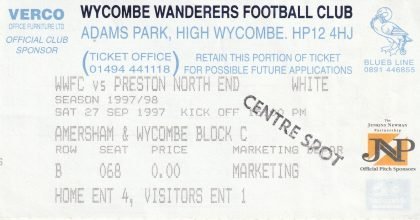 VERCO
OFFICE FURNITURE LTD
OFFICIAL CLUB
SPONSOR
WYCOMBE WANDERERS FOOTBALL CLUB
ADAMS PARK, HIGH WYCOMBE. HP12 4HJ
TICKET OFFICE
01494 441118
RETAIN THIS PORTION OF TICKET
FOR POSSIBLE FUTURE APPLICATIONS
BLUES LINE
0891 446855
WWFC vs PRESTON NORTH END WHITE
SEASON 1997/98
SAT 27 SEP 1997 KICK OFF
CENTRE SPOT
AMERSHAM & WYCOMBE BLOCK C
ROW SEAT PRICE MARKETING
B 068 0.00 MARKETING
HOME ENT 4, VISITORS ENT 1
The
JENKINS NEWMAN
Partnership
JNP
Official Pitch Sponsors